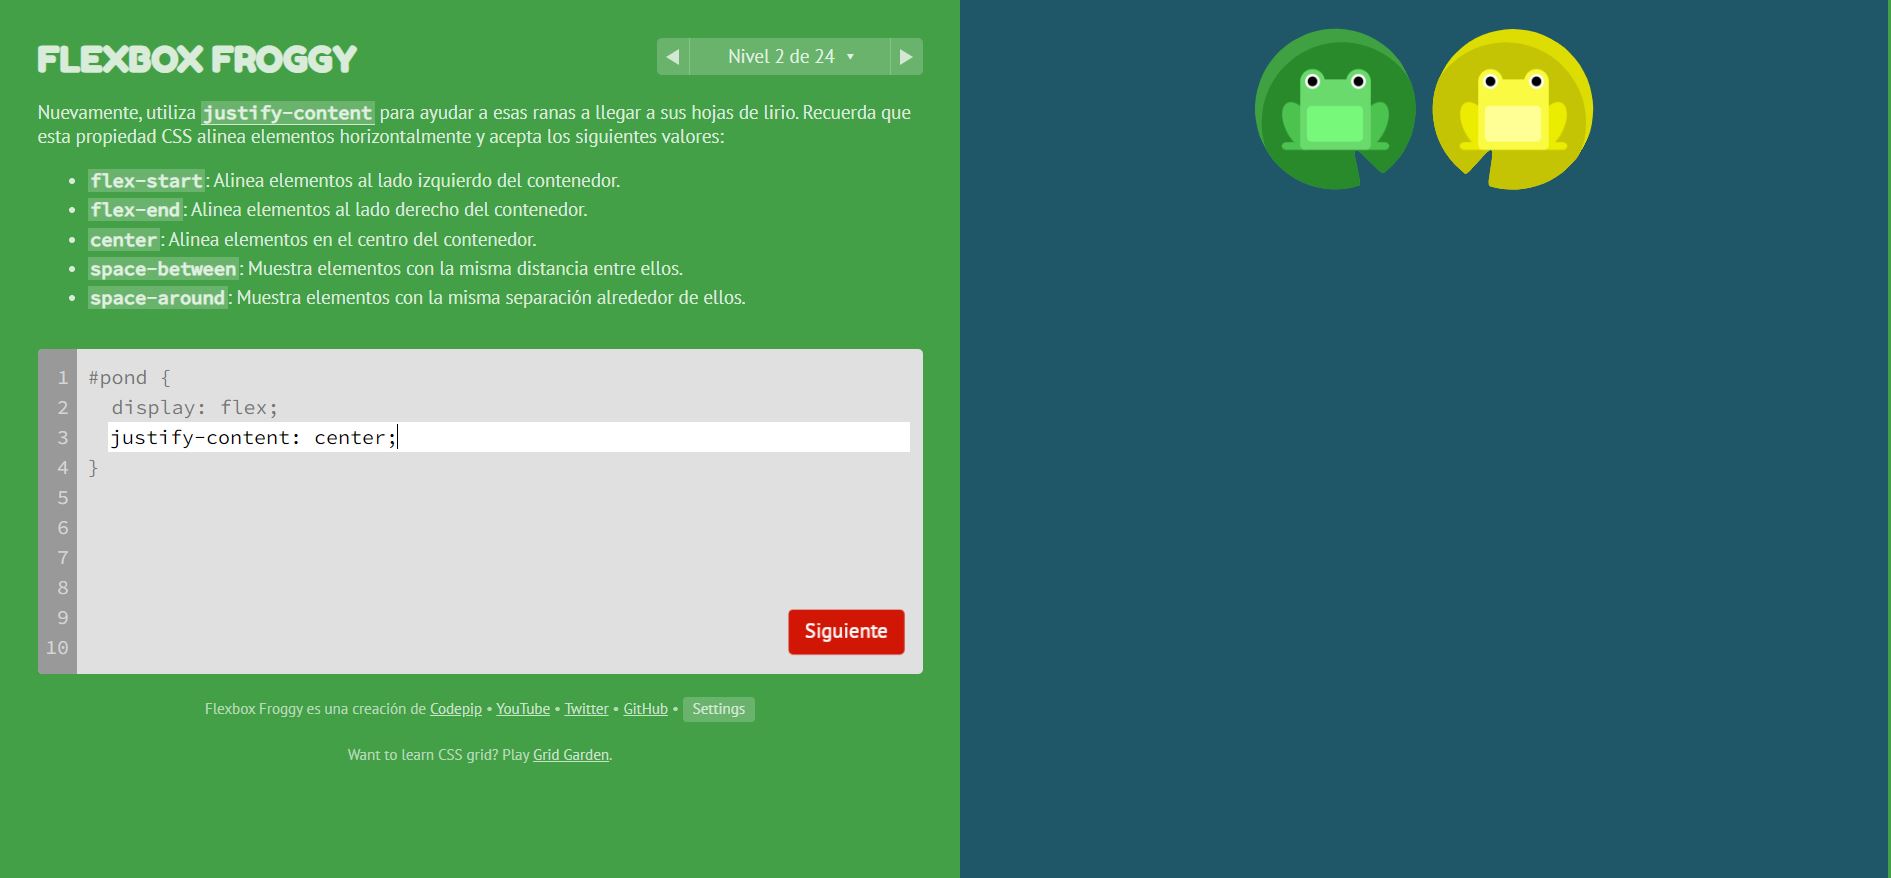 FLEXBOX FROGGY
Nivel 2 de 24
Nuevamente, utiliza justify-content para ayudar a esas ranas a llegar a sus hojas de lirio. Recuerda que
esta propiedad CSS alinea elementos horizontalmente y acepta los siguientes valores:
• flex-start: Alinea elementos al lado izquierdo del contenedor.
• flex-end: Alinea elementos al lado derecho del contenedor.
• center: Alinea elementos en el centro del contenedor.
• space-between: Muestra elementos con la misma distancia entre ellos.
• space-around: Muestra elementos con la misma separación alrededor de ellos.
1 #pond {
2 display: flex;
3 justify-content: center;
4 }
5
6
7
8
9
10
Siguiente
Flexbox Froggy es una creación de Codepip • YouTube • Twitter • GitHub • Settings
Want to learn CSS grid? Play Grid Garden.